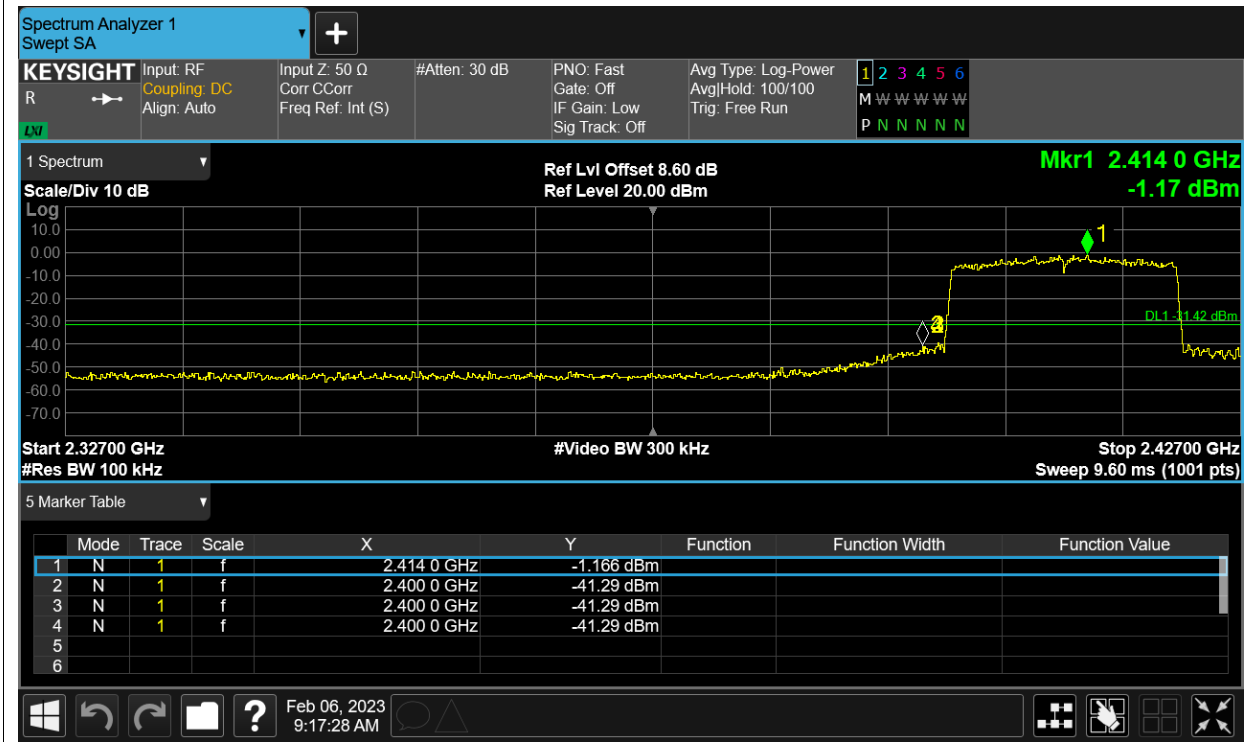 Spectrum Analyzer 1
Swept SA
+
KEYSIGHT Input: RF Input Z: 50 Ω #Atten: 30 dB PNO: Fast Avg Type: Log-Power 1 2 3 4 5 6
R Coupling: DC Corr CCorr Gate: Off Avg|Hold: 100/100 M W W W W W
Align: Auto Freq Ref: Int (S) IF Gain: Low Trig: Free Run
LXI Sig Track: Off P N N N N N
1 Spectrum Ref Lvl Offset 8.60 dB Mkr1 2.414 0 GHz
Scale/Div 10 dB Ref Level 20.00 dBm -1.17 dBm
Log
10.0
1
0.00
-10.0
-20.0
-30.0
DL1 -31.42 dBm
-40.0
-50.0
-60.0
-70.0
Start 2.32700 GHz #Video BW 300 kHz Stop 2.42700 GHz
#Res BW 100 kHz Sweep 9.60 ms (1001 pts)
5 Marker Table
Mode Trace Scale X Y Function Function Width Function Value
1 N 1 f 2.414 0 GHz -1.166 dBm
2 N 1 f 2.400 0 GHz -41.29 dBm
3 N 1 f 2.400 0 GHz -41.29 dBm
4 N 1 f 2.400 0 GHz -41.29 dBm
5
6
? Feb 06, 2023
9:17:28 AM